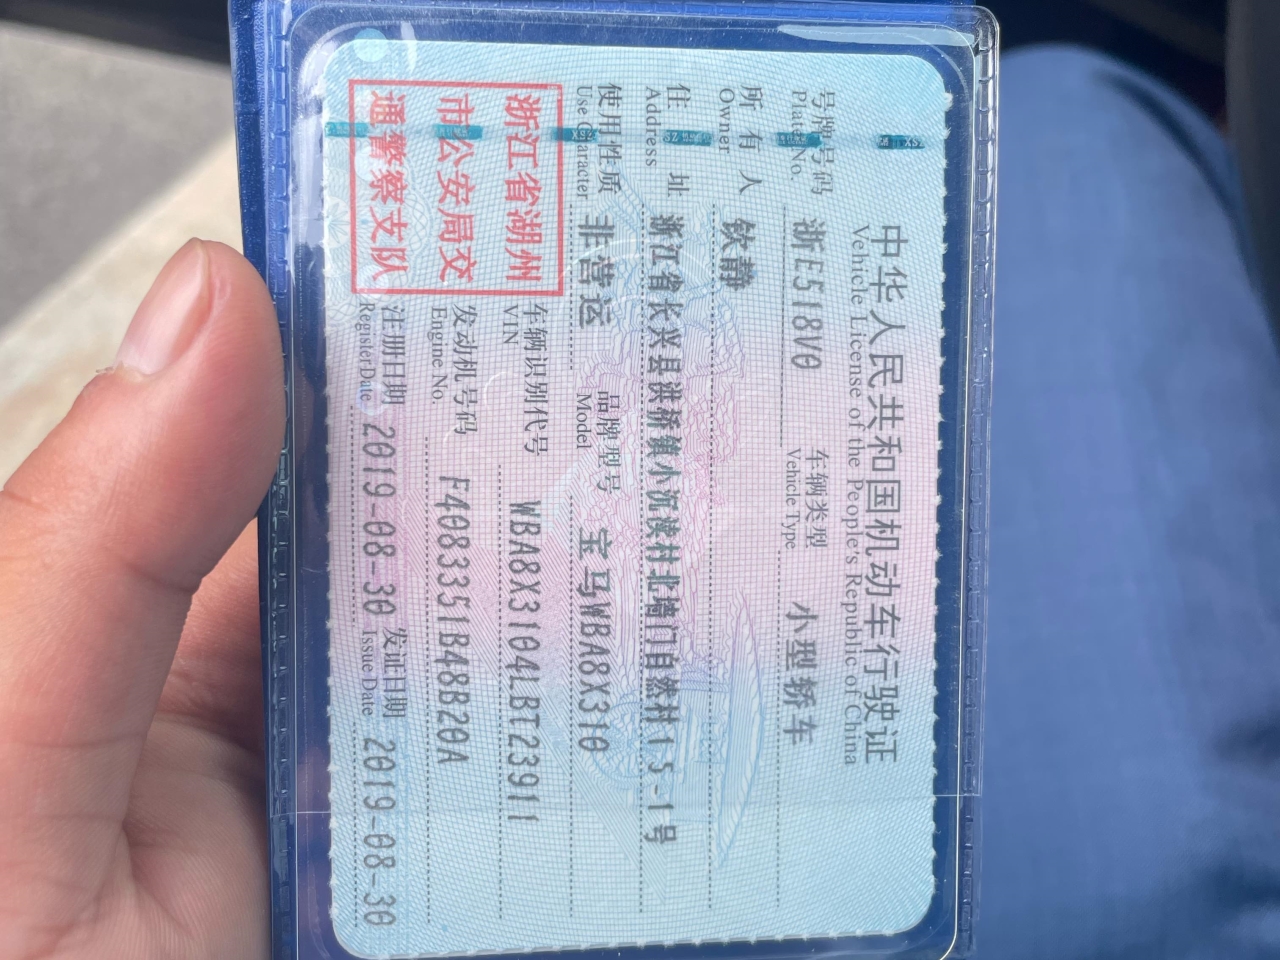 中华人民共和国机动车行驶证
Vehicle License of the People's Republic of China
号牌号码 浙E518V0 车辆类型 小型轿车
Plate No. Vehicle Type
所有人 钦静
Owner
住址 浙江省长兴县洪桥镇小沉渎村北墙门自然村15-1号
Address
使用性质 非营运 品牌型号 宝马WBA8X310
Use Character Model
浙江省湖州
市公安局交
通警察支队
车辆识别代号 WBA8X3104LBT23911
VIN
发动机号码 F4083351B48B20A
Engine No.
注册日期 2019-08-30 发证日期 2019-08-30
Register Date Issue Date